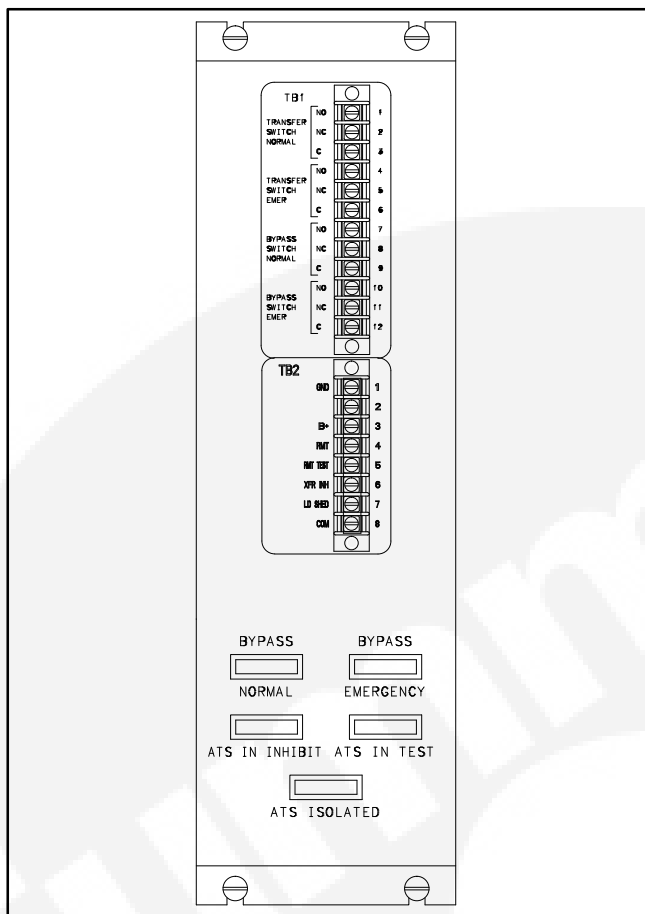 TB1
TRANSFER
SWITCH
NORMAL
NO 1
NC 2
C 3
TRANSFER
SWITCH
EMER
NO 4
NC 5
C 6
BYPASS
SWITCH
NORMAL
NO 7
NC 8
C 9
BYPASS
SWITCH
EMER
NO 10
NC 11
C 12
TB2
GND 1
2
B+ 3
RMT 4
RMT TEST 5
XFR INH 6
LD SHED 7
COM 8
BYPASS BYPASS
NORMAL EMERGENCY
ATS IN INHIBIT ATS IN TEST
ATS ISOLATED